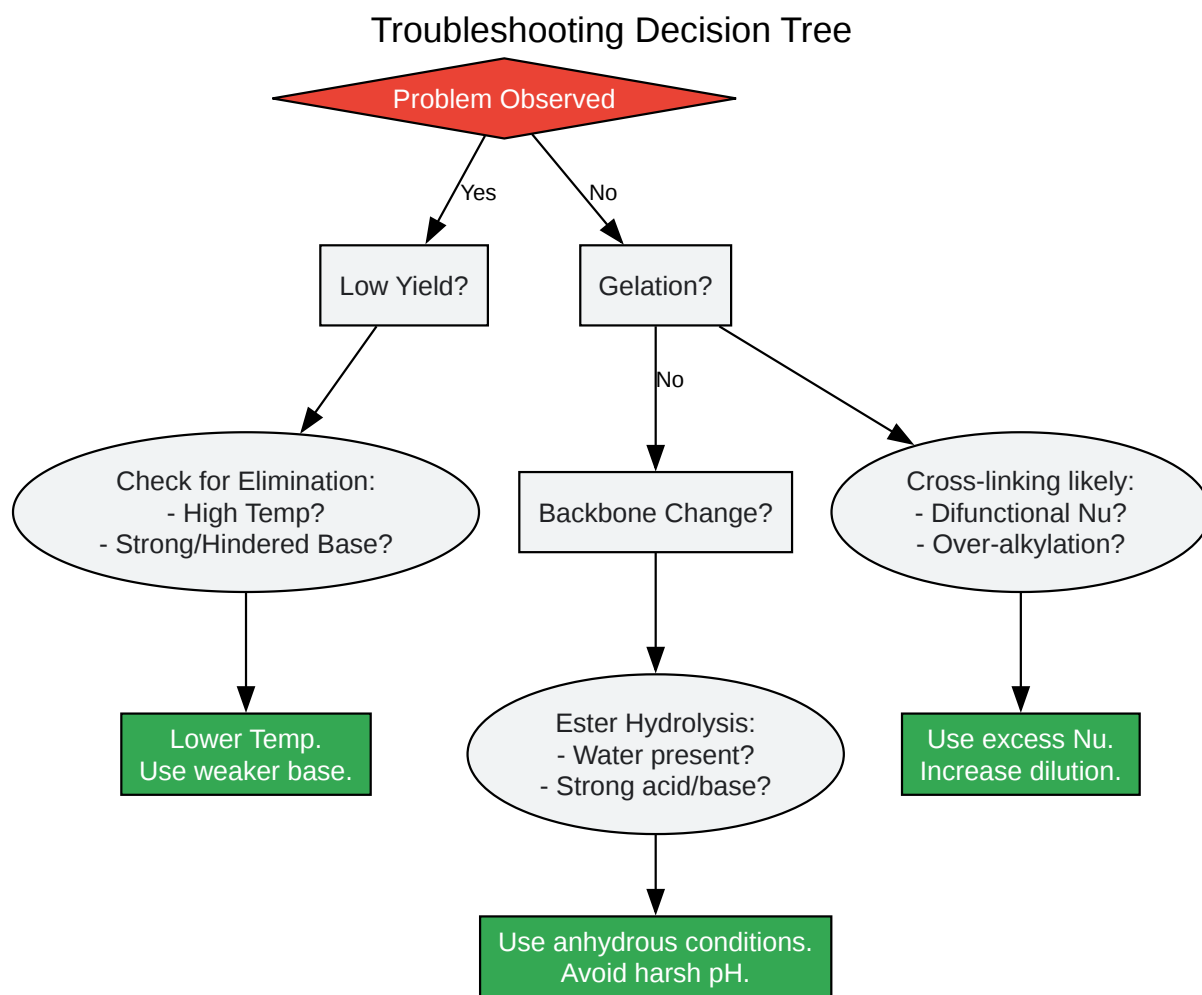 Troubleshooting Decision Tree
Problem Observed
Yes
No
Low Yield?
Gelation?
No
Check for Elimination:
- High Temp?
- Strong/Hindered Base?
Backbone Change?
Cross-linking likely:
- Difunctional Nu?
- Over-alkylation?
Lower Temp.
Use weaker base.
Ester Hydrolysis:
- Water present?
- Strong acid/base?
Use excess Nu.
Increase dilution.
Use anhydrous conditions.
Avoid harsh pH.